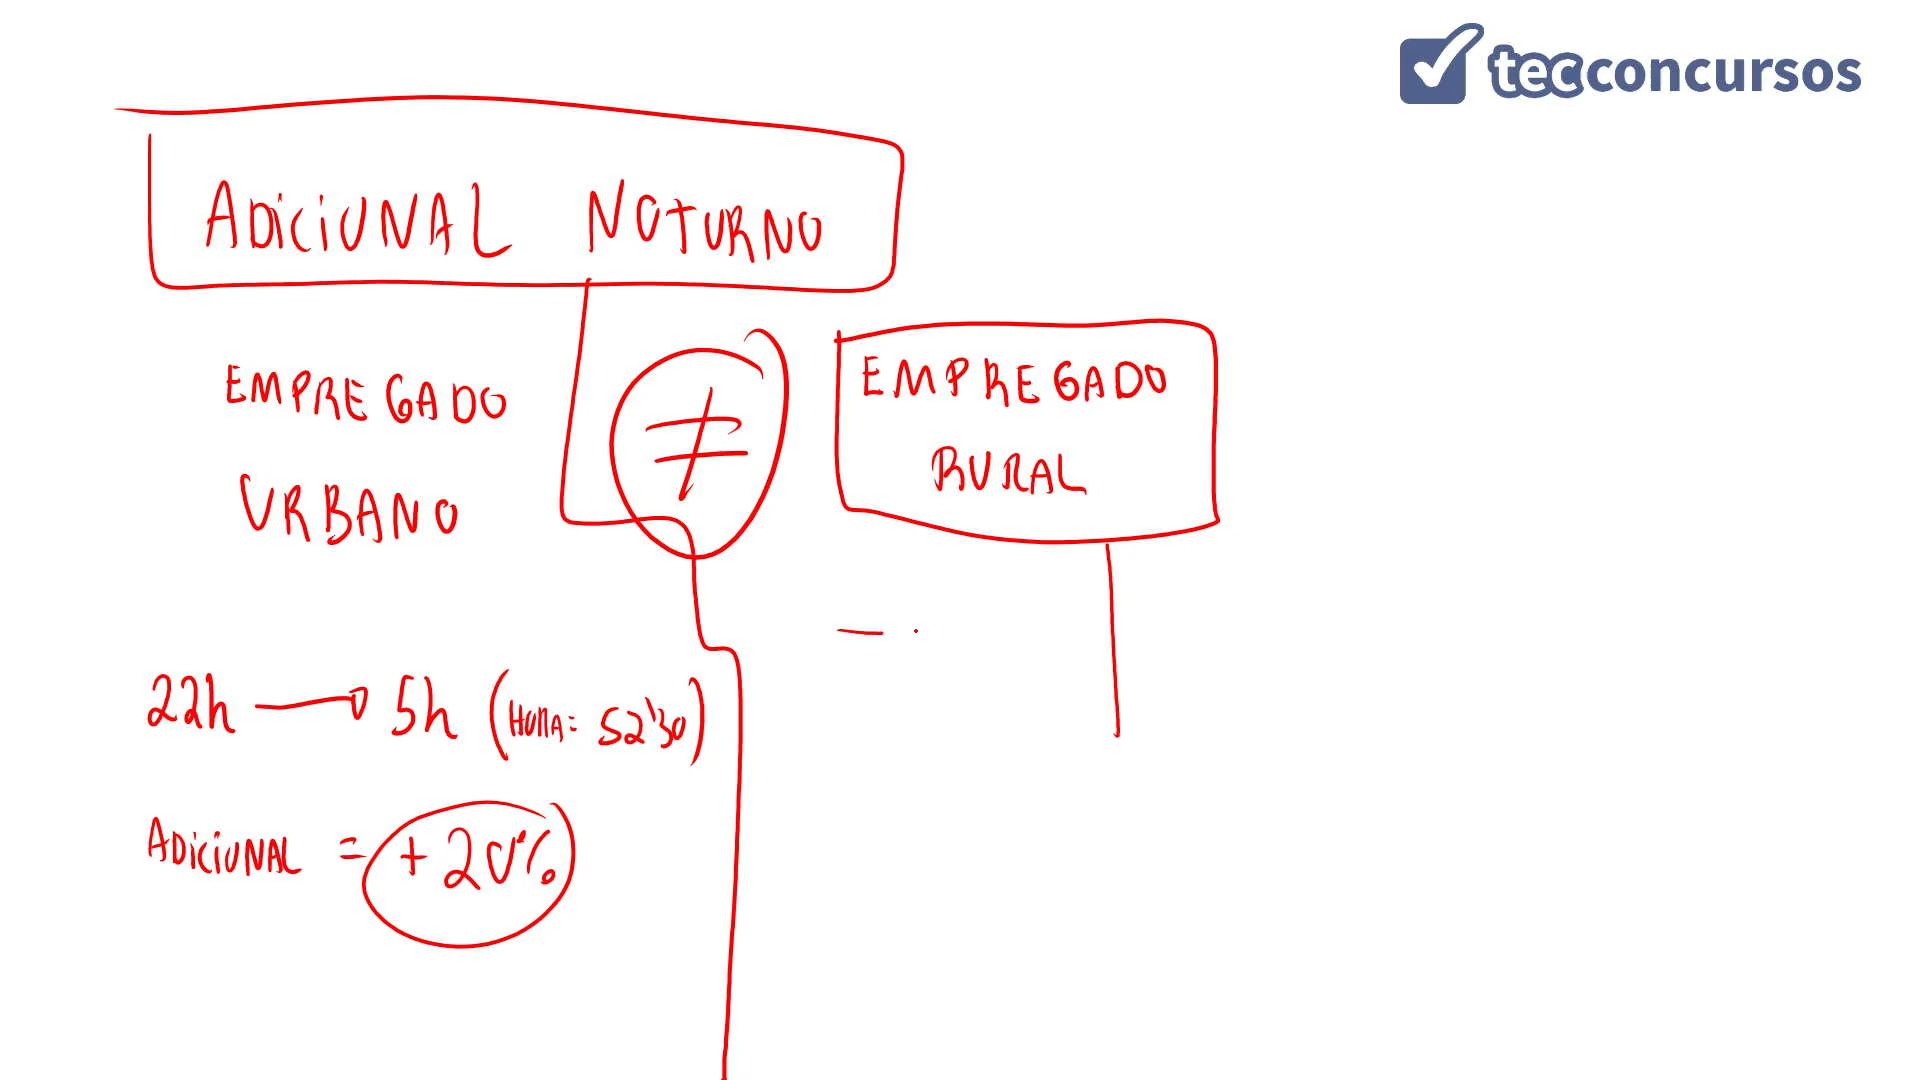 tecconcursos
ADICIONAL NOTURNO
EMPREGADO
URBANO
≠
EMPREGADO
RURAL
22h → 5h (HORA = 52'30)
ADICIONAL = +20%